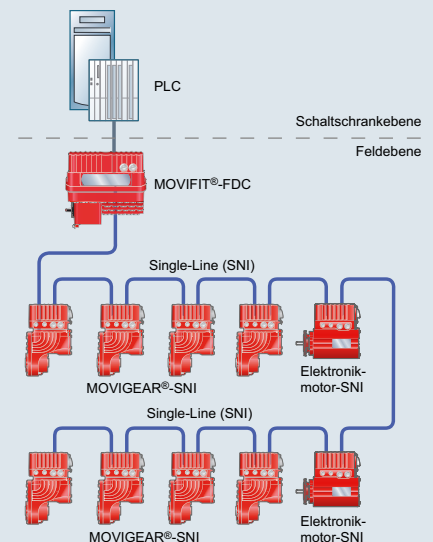 PLC
Schaltschrankebene
Feldebene
MOVIFIT®-FDC
Single-Line (SNI)
MOVIGEAR®-SNI
Elektronik-
motor-SNI
Single-Line (SNI)
MOVIGEAR®-SNI
Elektronik-
motor-SNI